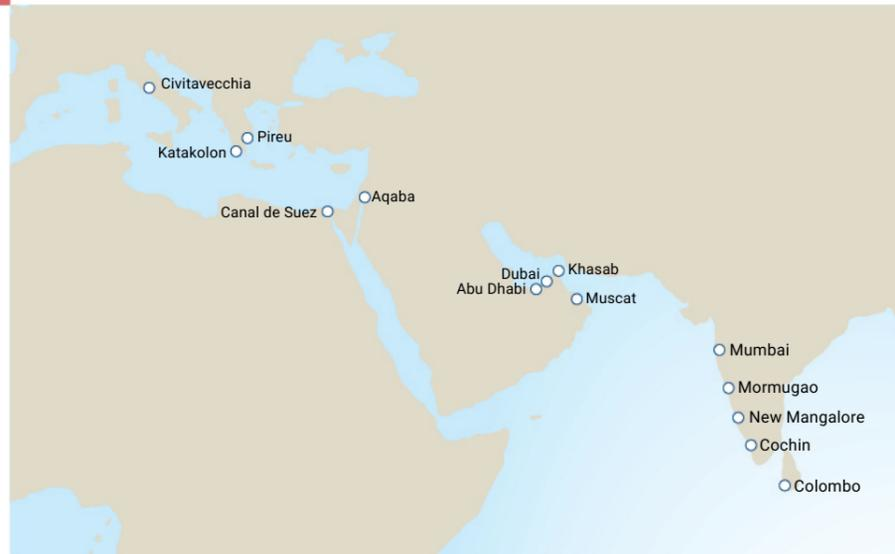 Civitavecchia
Pireu
Katakolon
Aqaba
Canal de Suez
Khasab
Dubai
Abu Dhabi
Muscat
Mumbai
Mormugao
New Mangalore
Cochin
Colombo